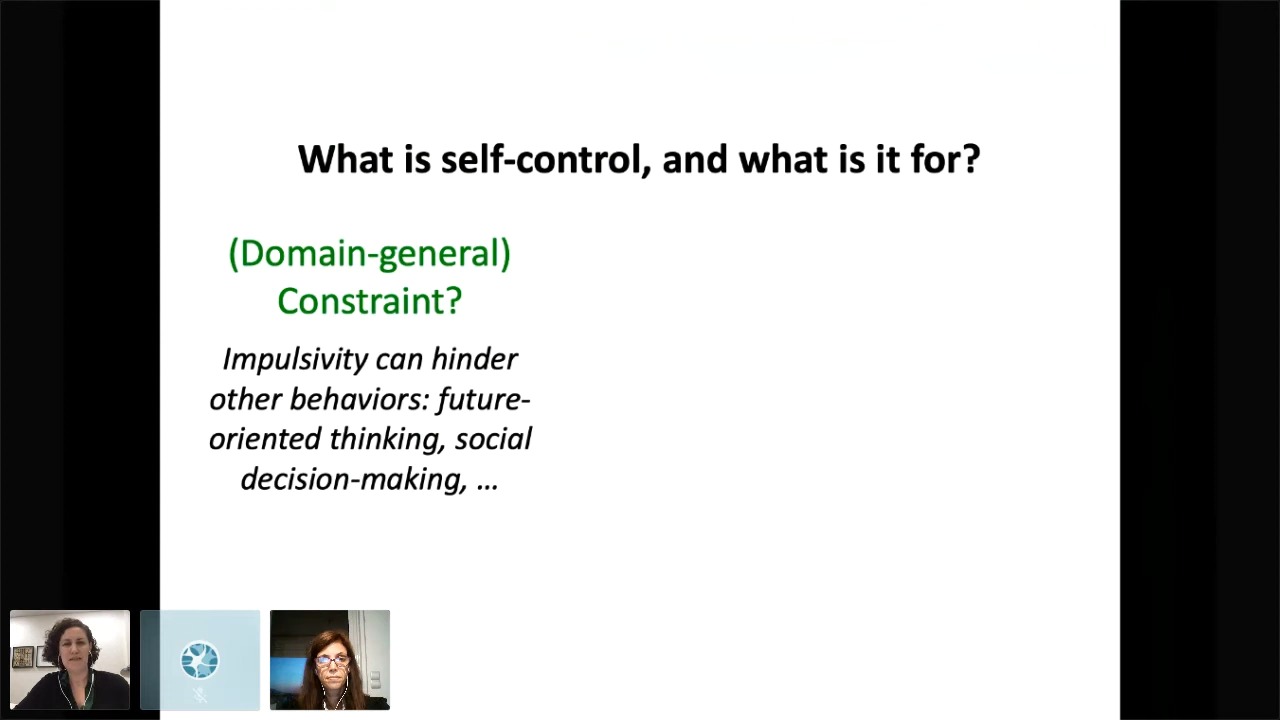 What is self-control, and what is it for?
(Domain-general)
Constraint?
Impulsivity can hinder
other behaviors: future-
oriented thinking, social
decision-making, ...